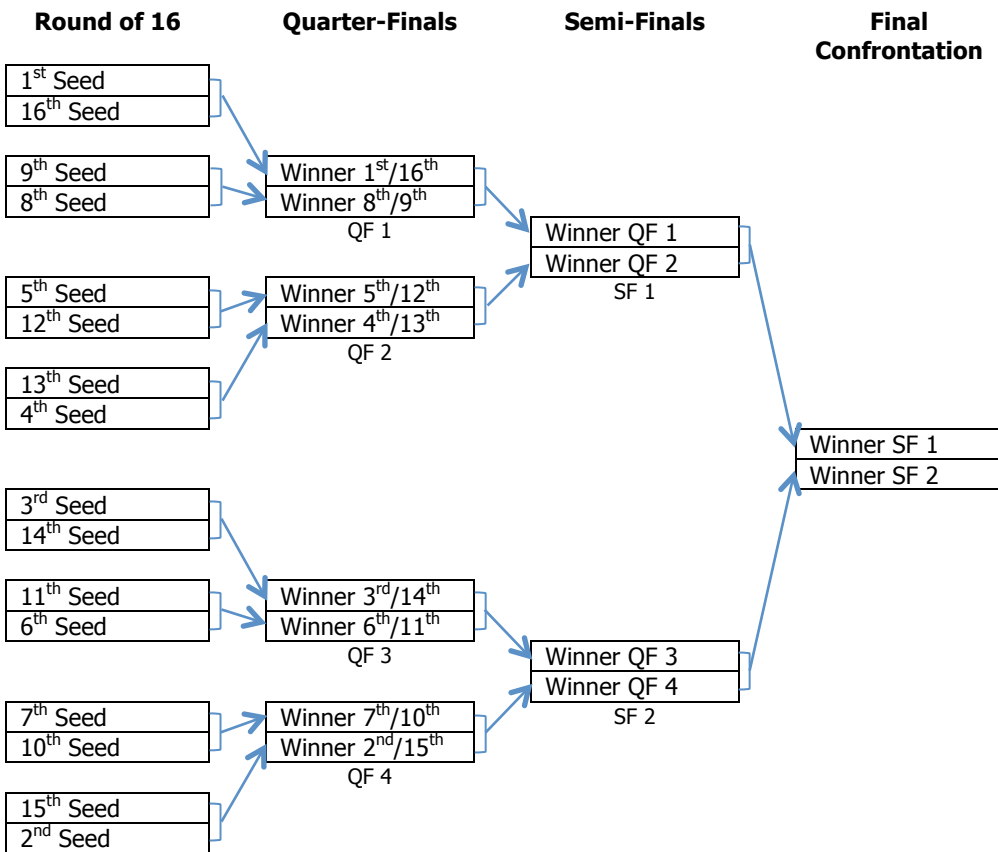 Round of 16
Quarter-Finals
Semi-Finals
Final
Confrontation
1st Seed
16th Seed
9th Seed
8th Seed
5th Seed
12th Seed
13th Seed
4th Seed
3rd Seed
14th Seed
11th Seed
6th Seed
7th Seed
10th Seed
15th Seed
2nd Seed
Winner 1st/16th
Winner 8th/9th
QF 1
Winner 5th/12th
Winner 4th/13th
QF 2
Winner 3rd/14th
Winner 6th/11th
QF 3
Winner 7th/10th
Winner 2nd/15th
QF 4
Winner QF 1
Winner QF 2
SF 1
Winner QF 3
Winner QF 4
SF 2
Winner SF 1
Winner SF 2